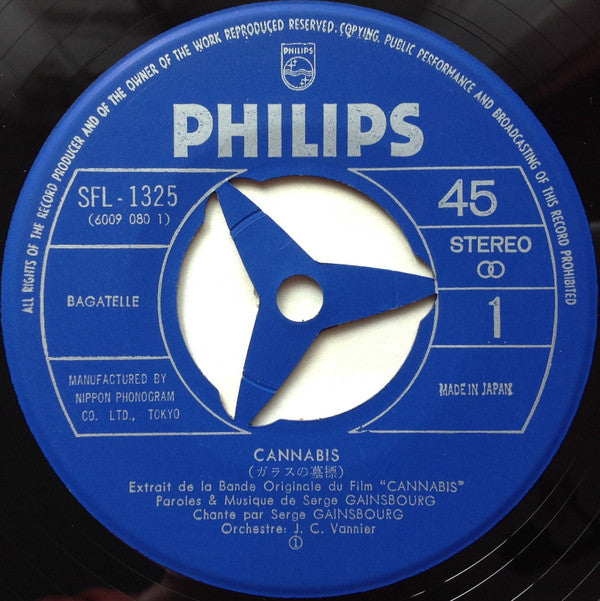 ALL RIGHTS OF THE RECORD PRODUCER AND OF THE OWNER OF THE WORK REPRODUCED RESERVED. COPYING, PUBLIC PERFORMANCE AND BROADCASTING OF THIS RECORD PROHIBITED
PHILIPS
PHILIPS
SFL-1325
(6009 080 1)
45
STEREO
BAGATELLE
1
MANUFACTURED BY
NIPPON PHONOGRAM
CO. LTD., TOKYO
MADE IN JAPAN
CANNABIS
(ガラスの墓標)
Extrait de la Bande Originale du Film "CANNABIS"
Paroles & Musique de Serge GAINSBOURG
Chante par Serge GAINSBOURG
Orchestre: J. C. Vannier
①